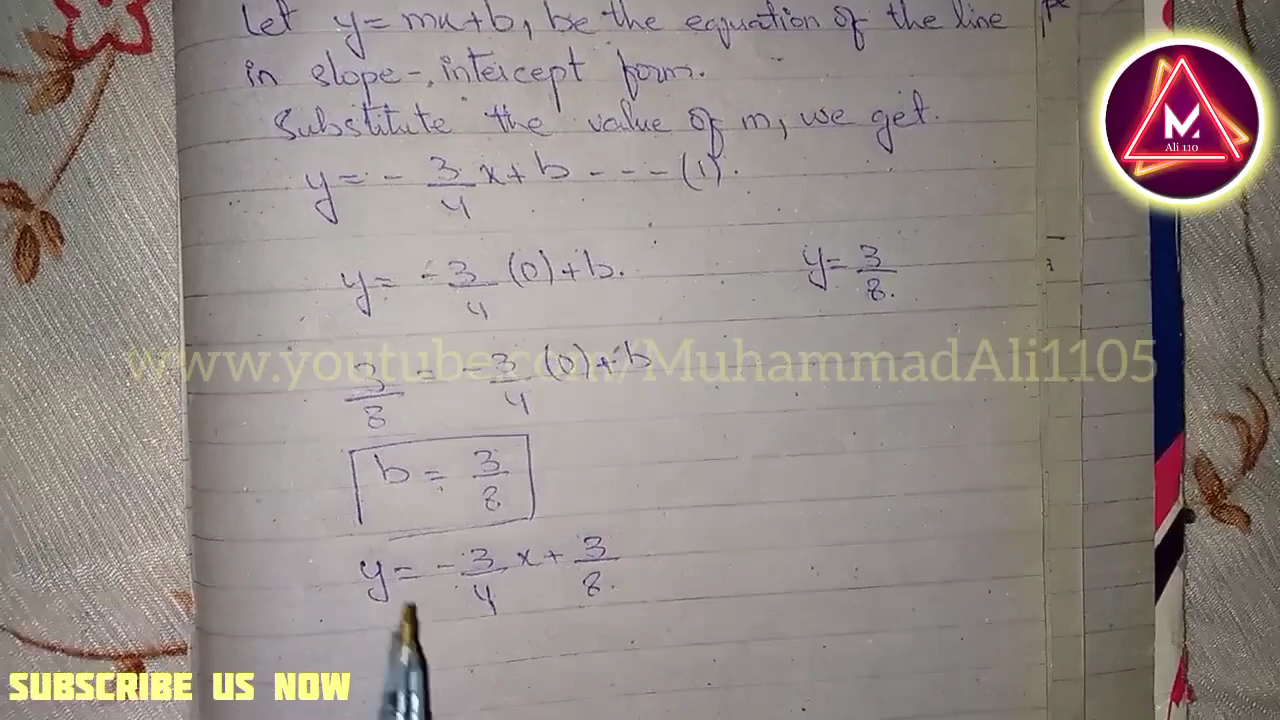 Let y = mx + b, be the equation of the line
in slope-intercept form.
Substitute the value of m, we get.
y = - 3/4 x + b - - - - (1).
y = - 3/4 (0) + b. y = 3/8.
3/8 = - 3/4 (0) + b
b = 3/8
y = - 3/4 x + 3/8.
www.youtube.com/MuhammadAli1105
M
Ali 110
SUBSCRIBE US NOW